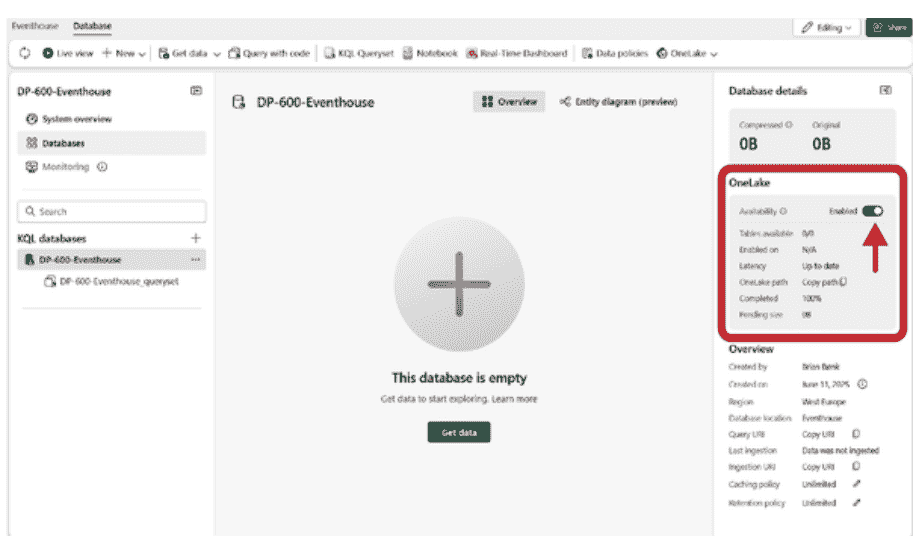 Eventhouse Database Editing Share
Live view New Get data Query with code KQL Queryset Notebook Real-Time Dashboard Data policies OneLake
DP-600-Eventhouse
System overview
Databases
Monitoring
Search
KQL databases
DP-600-Eventhouse
DP-600-Eventhouse_queryset
DP-600-Eventhouse Overview Entity diagram (preview)
This database is empty
Get data to start exploring. Learn more
Get data
Database details
Compressed Original
0B 0B
OneLake
Availability Enabled
Tables available 0/0
Enabled on N/A
Latency Up to date
OneLake path Copy path
Completed 100%
Pending size 0B
Overview
Created by Brian Bønk
Created on June 11, 2025
Region West Europe
Database location Eventhouse
Query URI Copy URI
Last ingestion Data was not ingested
Ingestion URI Copy URI
Caching policy Unlimited
Retention policy Unlimited